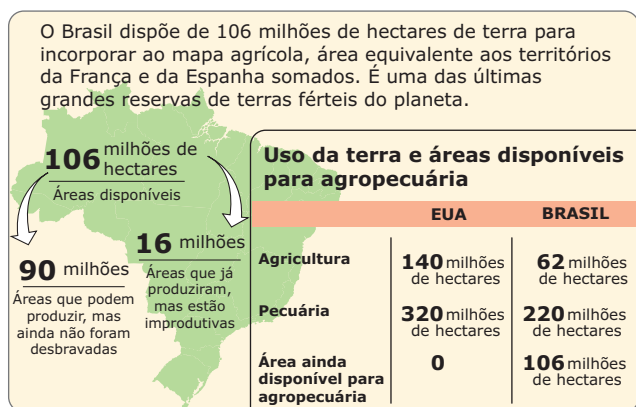 O Brasil dispõe de 106 milhões de hectares de terra para
incorporar ao mapa agrícola, área equivalente aos territórios
da França e da Espanha somados. É uma das últimas
grandes reservas de terras férteis do planeta.
106 milhões de
hectares
Áreas disponíveis
90 milhões
Áreas que podem
produzir, mas
ainda não foram
desbravadas
16 milhões
Áreas que já
produziram,
mas estão
improdutivas
Uso da terra e áreas disponíveis
para agropecuária
EUA BRASIL
Agricultura 140 milhões 62 milhões
de hectares de hectares
Pecuária 320 milhões 220 milhões
de hectares de hectares
Área ainda 0 106 milhões
disponível para de hectares
agropecuária